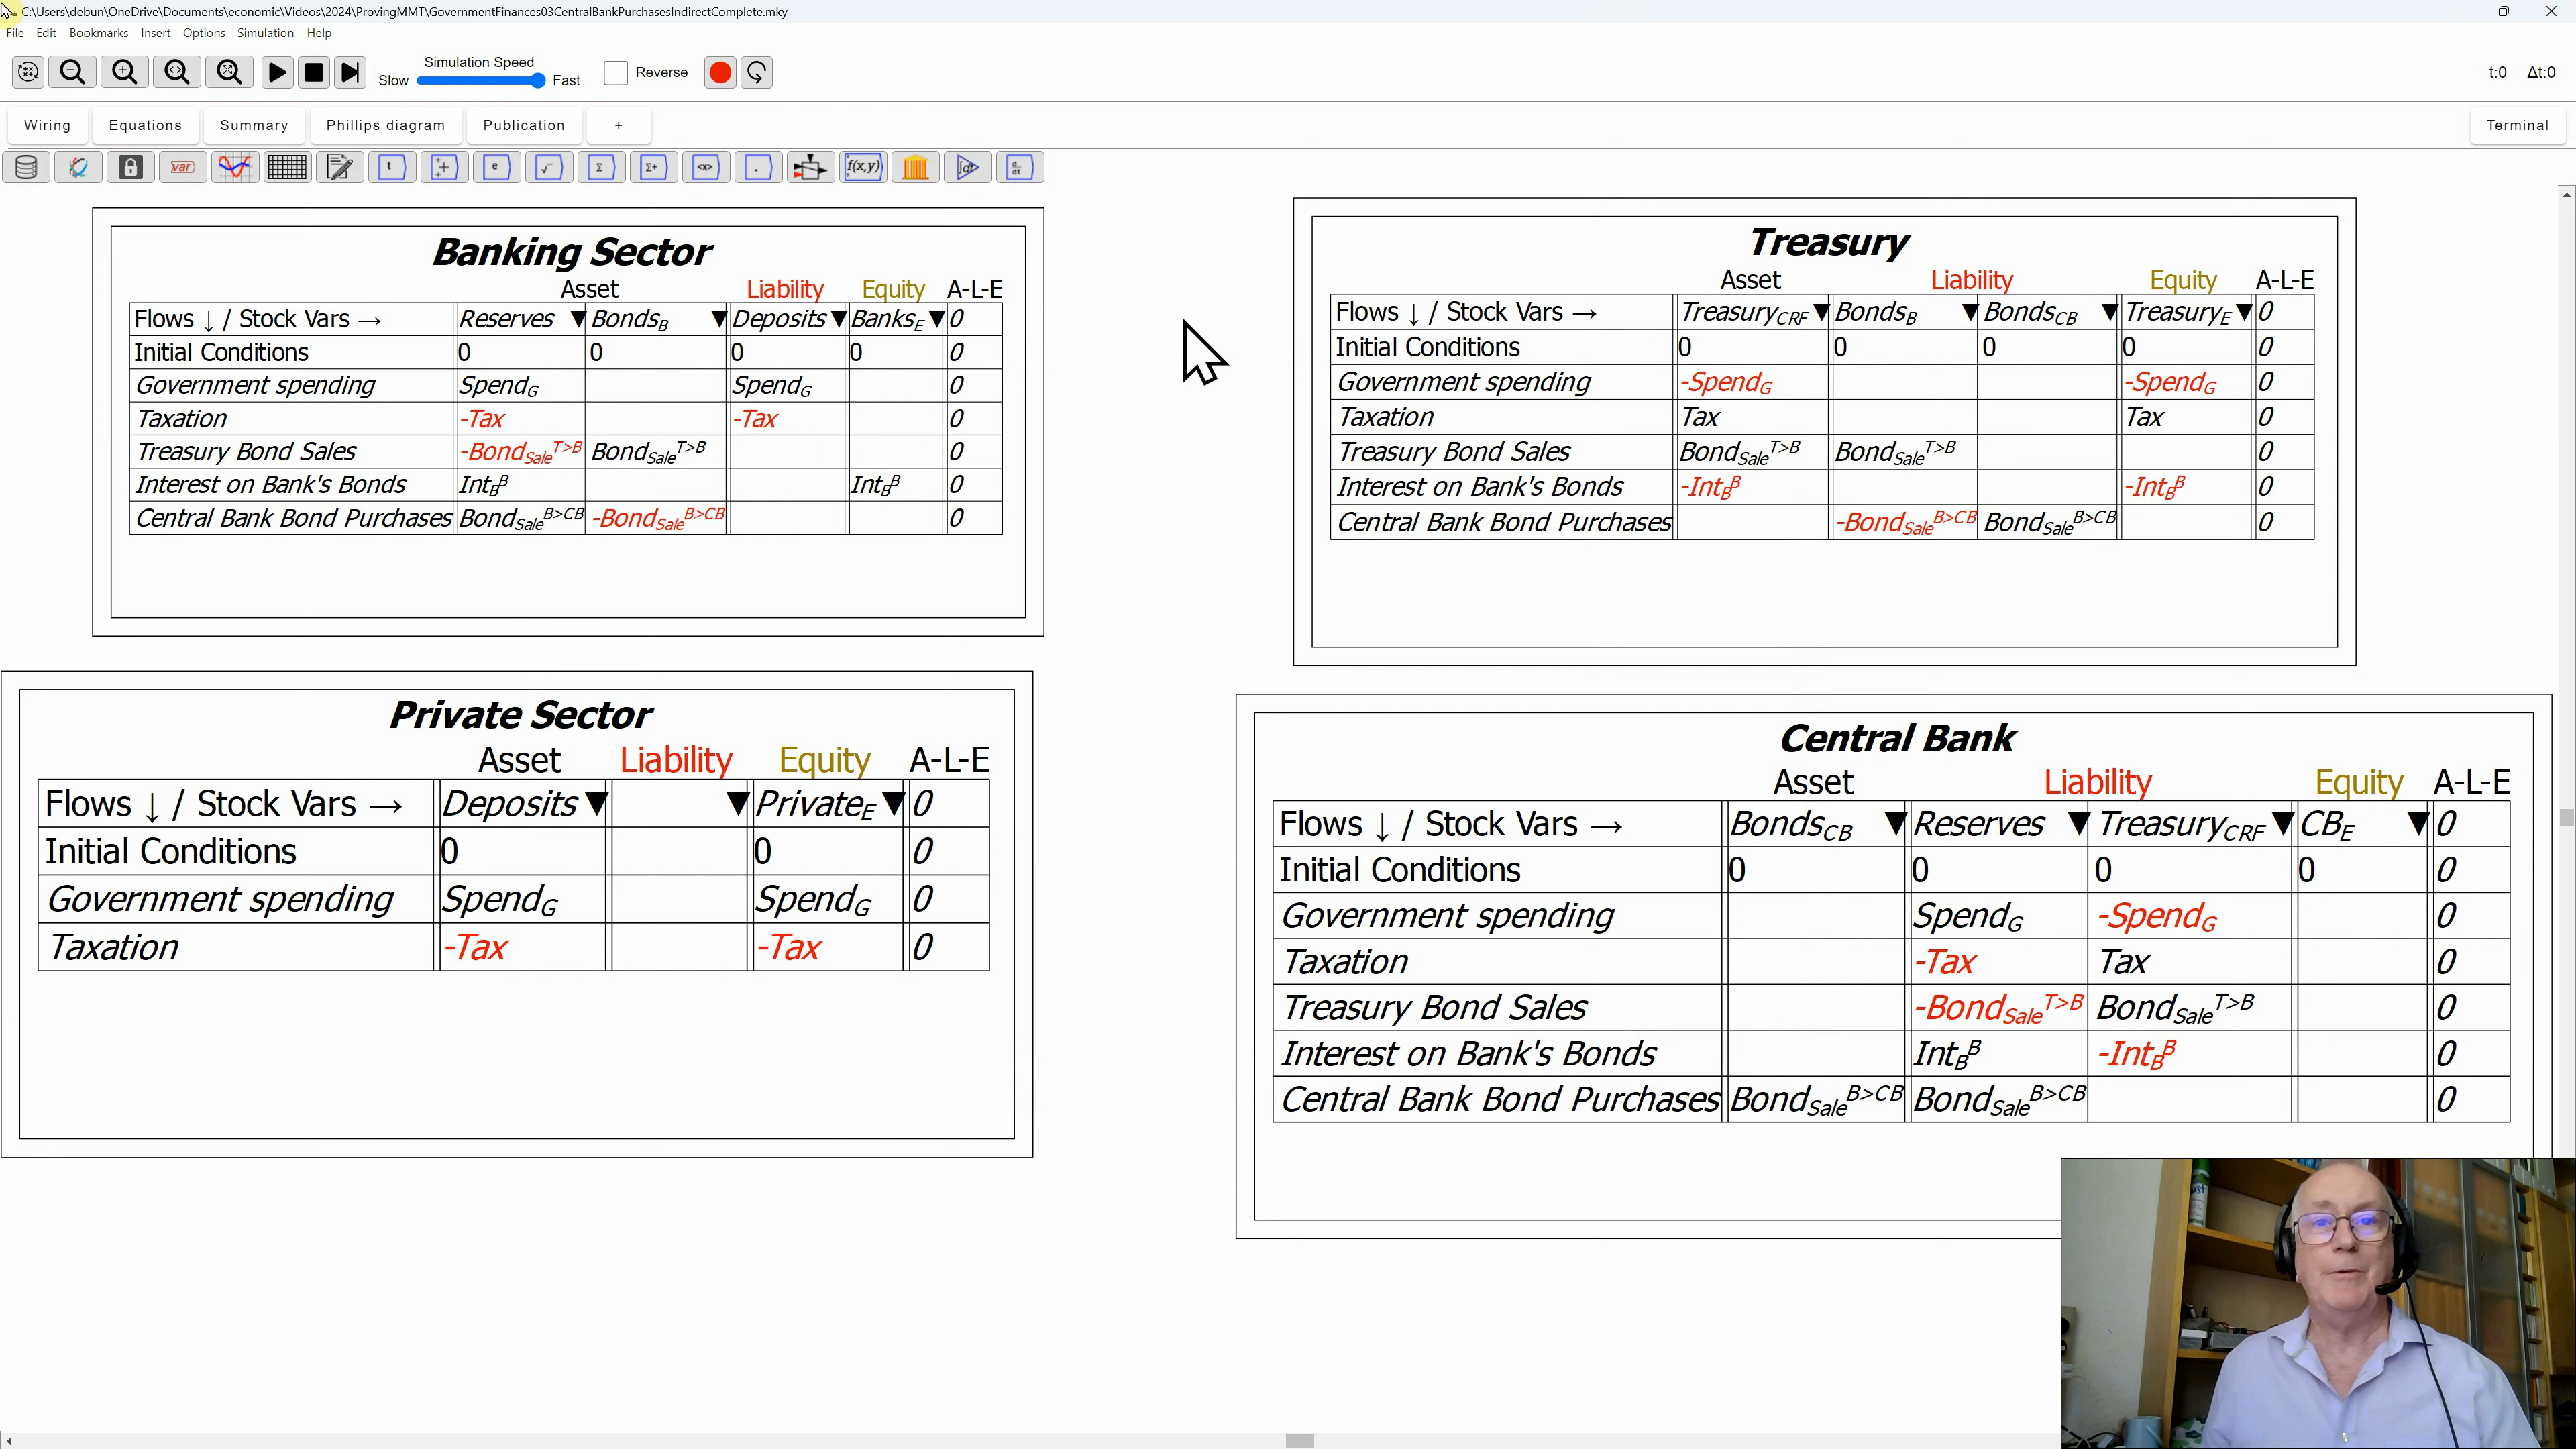 C:\Users\debun\OneDrive\Documents\economic\Videos\2024\ProvingMMT\GovernmentFinances03CentralBankPurchasesIndirectComplete.mky
File Edit Bookmarks Insert Options Simulation Help
Simulation Speed
Slow Fast Reverse t:0 Δt:0
Wiring Equations Summary Phillips diagram Publication + Terminal
var t + e √ Σ Σ+ <x> . f(x,y) ∫dt d/dt
Banking Sector
Asset Liability Equity A-L-E
Flows ↓ / Stock Vars → Reserves ▼ Bonds_B ▼ Deposits ▼ Banks_E ▼ 0
Initial Conditions 0 0 0 0 0
Government spending Spend_G Spend_G 0
Taxation -Tax -Tax 0
Treasury Bond Sales -Bond_Sale^T>B Bond_Sale^T>B 0
Interest on Bank's Bonds Int_B^B Int_B^B 0
Central Bank Bond Purchases Bond_Sale^B>CB -Bond_Sale^B>CB 0
Treasury
Asset Liability Equity A-L-E
Flows ↓ / Stock Vars → Treasury_CRF ▼ Bonds_B ▼ Bonds_CB ▼ Treasury_E ▼ 0
Initial Conditions 0 0 0 0 0
Government spending -Spend_G -Spend_G 0
Taxation Tax Tax 0
Treasury Bond Sales Bond_Sale^T>B Bond_Sale^T>B 0
Interest on Bank's Bonds -Int_B^B -Int_B^B 0
Central Bank Bond Purchases -Bond_Sale^B>CB Bond_Sale^B>CB 0
Private Sector
Asset Liability Equity A-L-E
Flows ↓ / Stock Vars → Deposits ▼ ▼ Private_E ▼ 0
Initial Conditions 0 0 0
Government spending Spend_G Spend_G 0
Taxation -Tax -Tax 0
Central Bank
Asset Liability Equity A-L-E
Flows ↓ / Stock Vars → Bonds_CB ▼ Reserves ▼ Treasury_CRF ▼ CB_E ▼ 0
Initial Conditions 0 0 0 0 0
Government spending Spend_G -Spend_G 0
Taxation -Tax Tax 0
Treasury Bond Sales -Bond_Sale^T>B Bond_Sale^T>B 0
Interest on Bank's Bonds Int_B^B -Int_B^B 0
Central Bank Bond Purchases Bond_Sale^B>CB Bond_Sale^B>CB 0